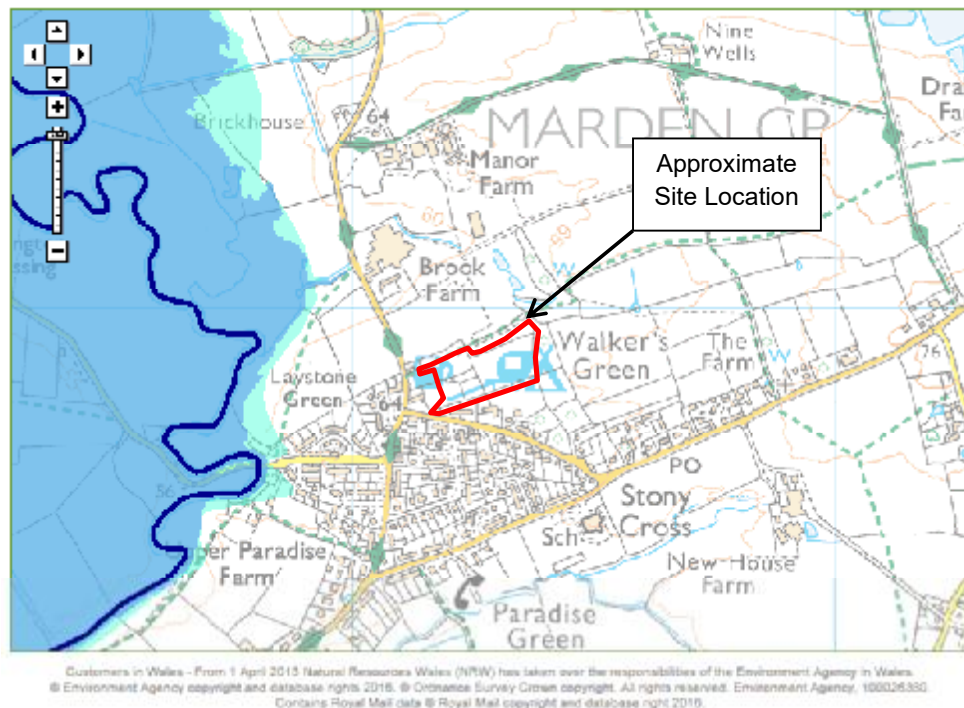 Nine
Wells
64
Brickhouse
MARDEN CP
Manor
Farm
Approximate
Site Location
60
69
W
Brook
Farm
Walker's
Green
The
Farm
W
76
Laystone
Green
64
PO
Stony
Cross
Sch
New-House
Farm
Paradise
Farm
Paradise
Green
Customers in Wales - From 1 April 2013 Natural Resources Wales (NRW) has taken over the responsibilities of the Environment Agency in Wales.
© Environment Agency copyright and database rights 2016. © Ordnance Survey Crown copyright. All rights reserved. Environment Agency, 100026380.
Contains Royal Mail data © Royal Mail copyright and database right 2016.